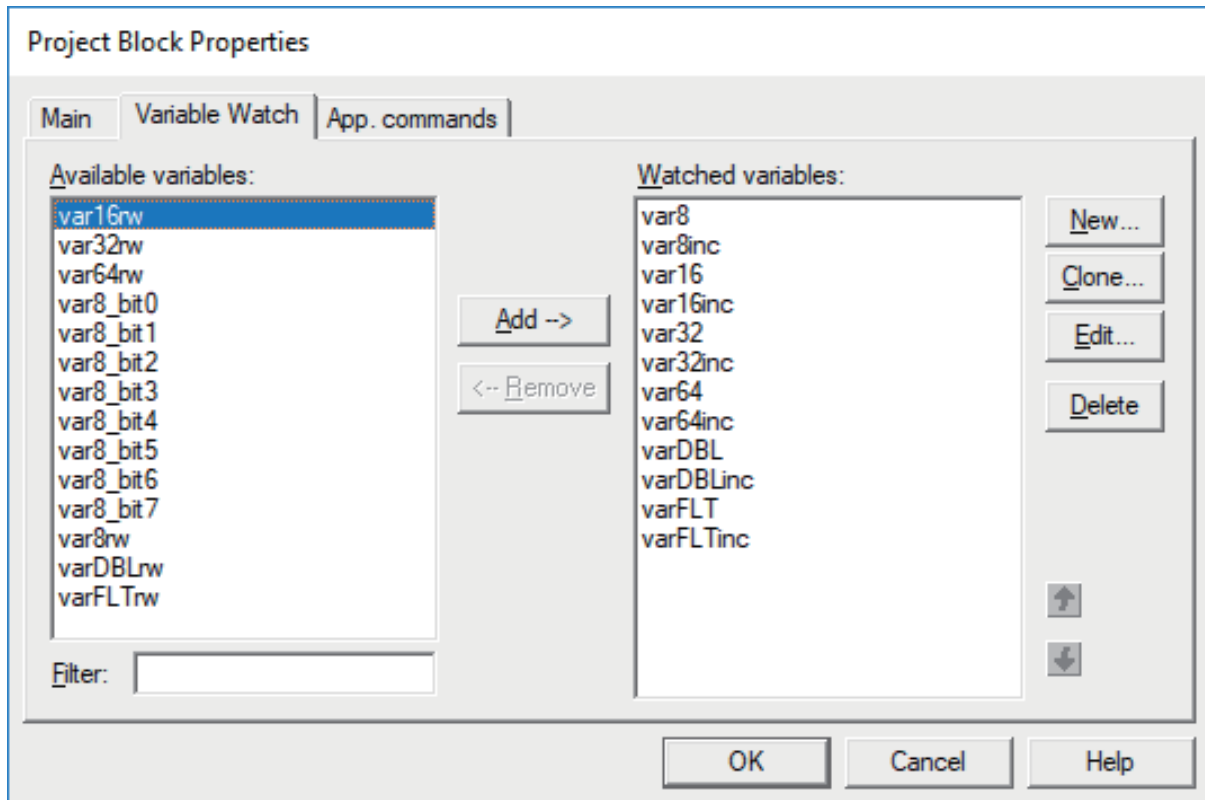 Project Block Properties
Main
Variable Watch
App. commands
Available variables:
var16rw
var32rw
var64rw
var8_bit0
var8_bit1
var8_bit2
var8_bit3
var8_bit4
var8_bit5
var8_bit6
var8_bit7
var8rw
varDBLrw
varFLTrw
Filter:
Add -->
<-- Remove
Watched variables:
var8
var8inc
var16
var16inc
var32
var32inc
var64
var64inc
varDBL
varDBLinc
varFLT
varFLTinc
New...
Clone...
Edit...
Delete
OK
Cancel
Help